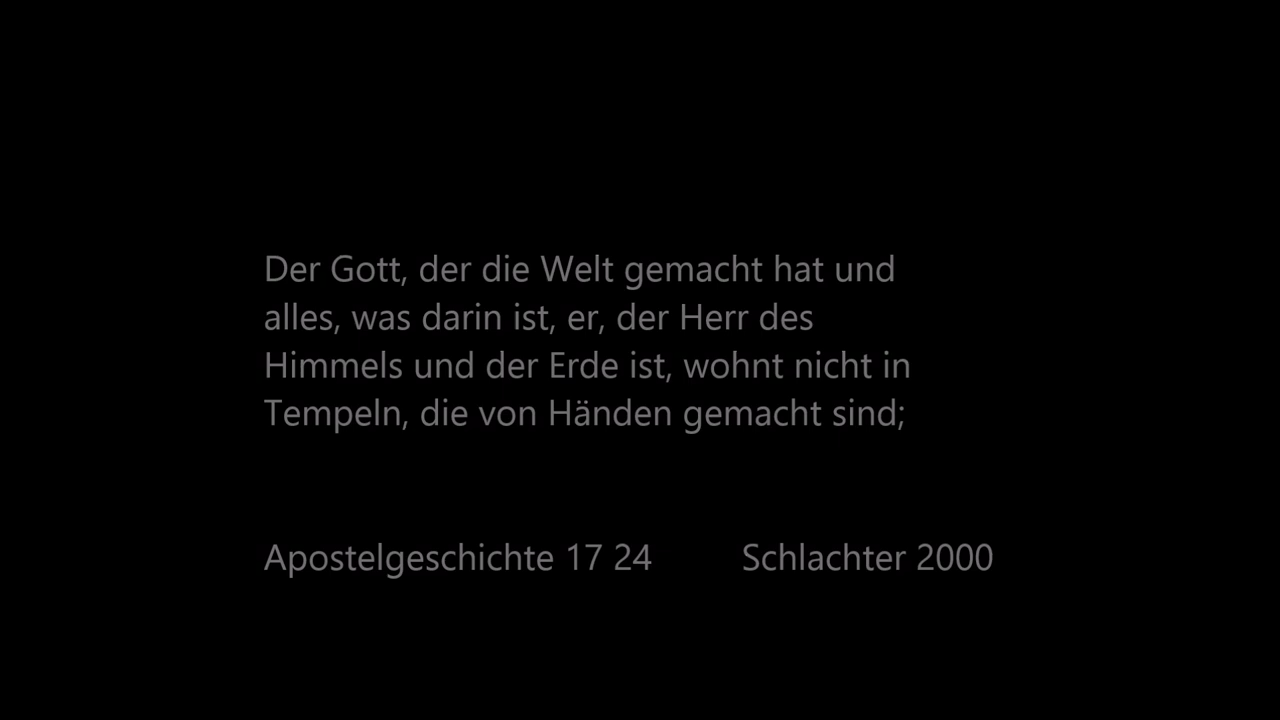 Der Gott, der die Welt gemacht hat und
alles, was darin ist, er, der Herr des
Himmels und der Erde ist, wohnt nicht in
Tempeln, die von Händen gemacht sind;
Apostelgeschichte 17 24 Schlachter 2000